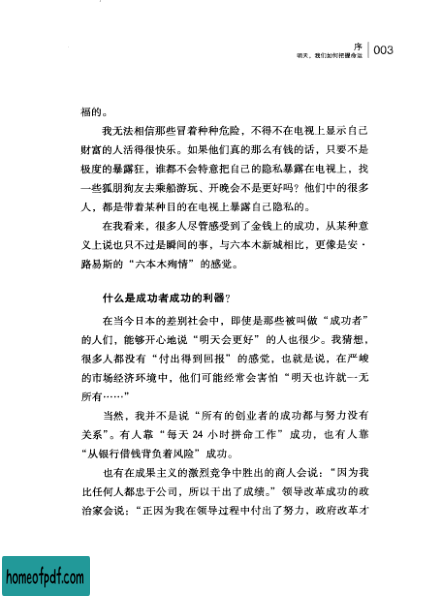 序
明天，我们如何把握命运
003
福的。
我无法相信那些冒着种种危险，不得不在电视上显示自己
财富的人活得很快乐。如果他们真的那么有钱的话，只要不是
极度的暴露狂，谁都不会特意把自己的隐私暴露在电视上，找
一些狐朋狗友去乘船游玩、开晚会不是更好吗？他们中的很多
人，都是带着某种目的在电视上暴露自己隐私的。
在我看来，很多人尽管感受到了金钱上的成功，从某种意
义上说也只不过是瞬间的事，与六本木新城相比，更像是安·
路易斯的“六本木殉情”的感觉。
什么是成功者成功的利器？
在当今日本的差别社会中，即使是那些被叫做“成功者”
的人们，能够开心地说“明天会更好”的人也很少。我猜想，
很多人都没有“付出得到回报”的感觉，也就是说，在严峻
的市场经济环境中，他们可能经常会害怕“明天也许就一无
所有……”
当然，我并不是说“所有的创业者的成功都与努力没有
关系”。有人靠“每天 24 小时拼命工作”成功，也有人靠
“从银行借钱背负着风险”成功。
也有在成果主义的激烈竞争中胜出的商人会说：“因为我
比任何人都忠于公司，所以干出了成绩。”领导改革成功的政
治家会说：“正因为我在领导过程中付出了努力，政府改革才
homeofpdf.com